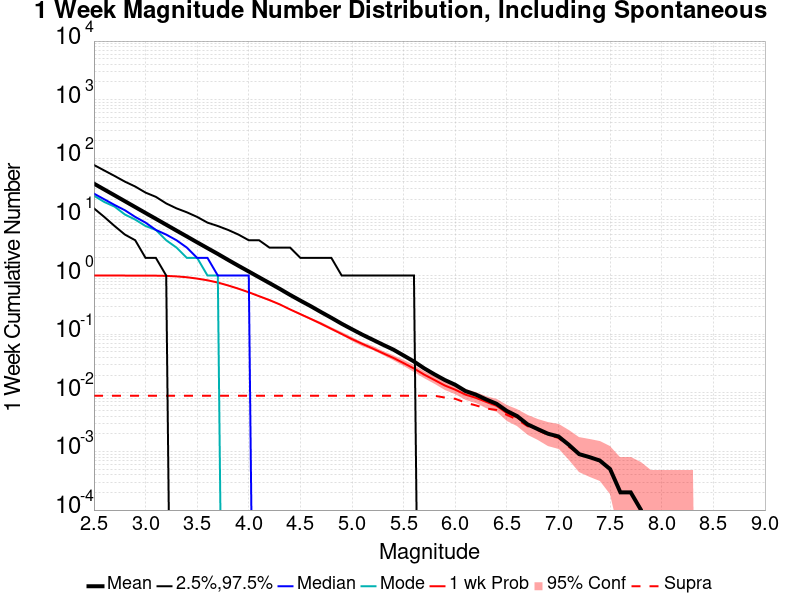 1 Week Magnitude Number Distribution, Including Spontaneous
1 Week Cumulative Number
10^4
10^3
10^2
10^1
10^0
10^-1
10^-2
10^-3
10^-4
2.5 3.0 3.5 4.0 4.5 5.0 5.5 6.0 6.5 7.0 7.5 8.0 8.5 9.0
Magnitude
Mean 2.5%,97.5% Median Mode 1 wk Prob 95% Conf Supra